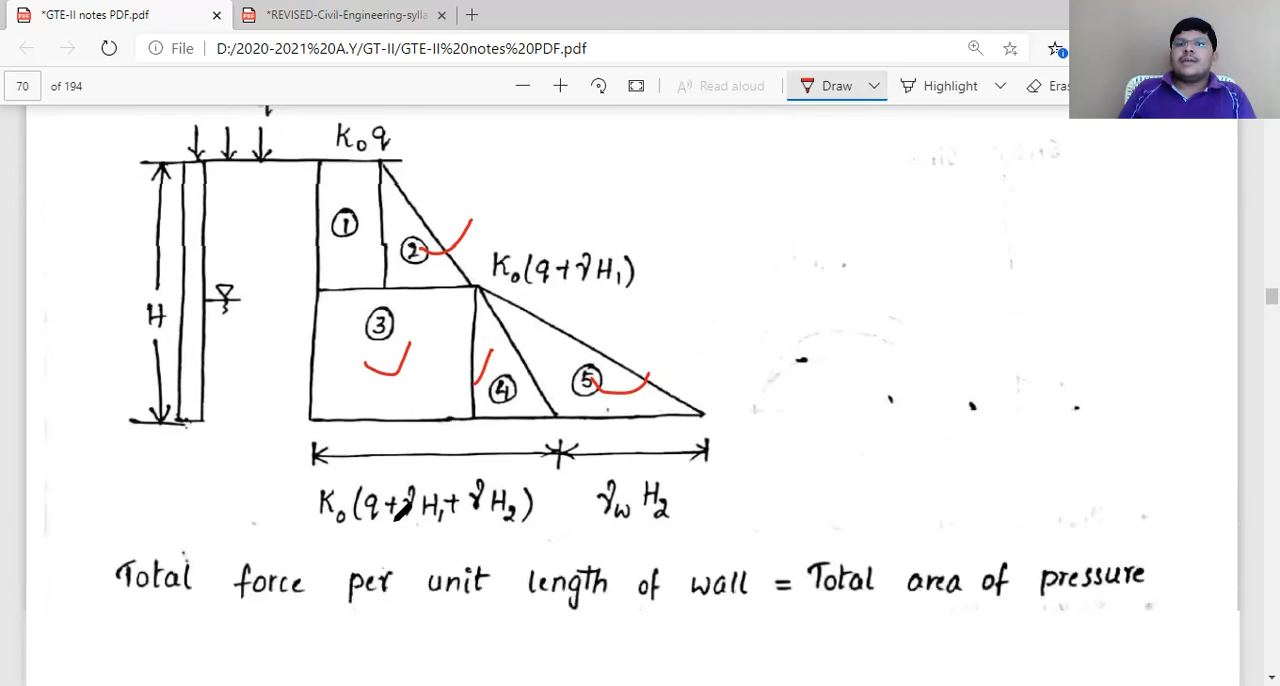 *GTE-II notes PDF.pdf
*REVISED-Civil-Engineering-sylla
File
D:/2020-2021%20A.Y/GT-II/GTE-II%20notes%20PDF.pdf
70 of 194
Read aloud
Draw
Highlight
Eras
K₀q
①
②
K₀(q+γH₁)
H
③
④
⑤
K₀(q+γH₁+γH₂)
γw H₂
Total force per unit length of wall = Total area of pressure